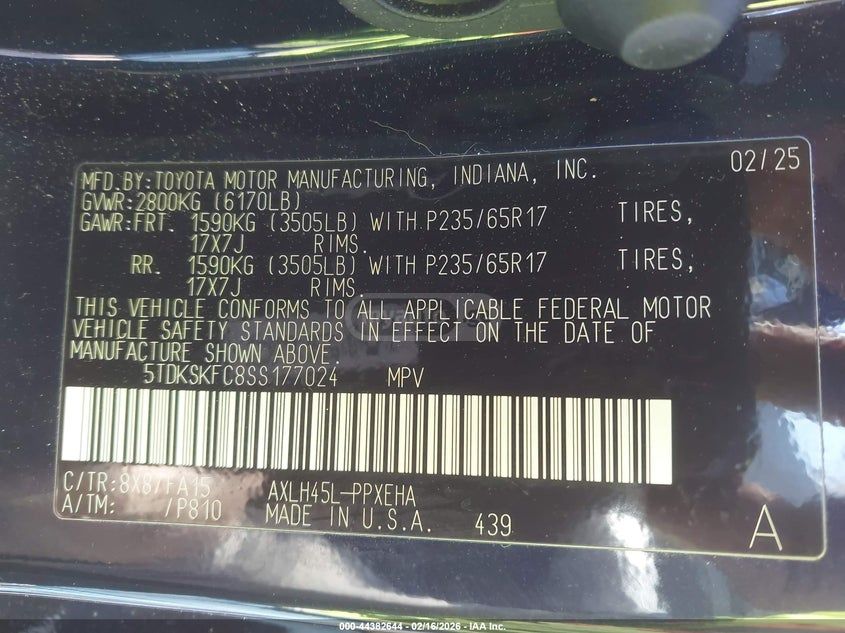 02/25
MFD.BY:TOYOTA MOTOR MANUFACTURING, INDIANA, INC.
GVWR:2800KG (6170LB)
GAWR:FRT. 1590KG (3505LB) WITH P235/65R17 TIRES,
17X7J RIMS.
RR. 1590KG (3505LB) WITH P235/65R17 TIRES,
17X7J RIMS.
THIS VEHICLE CONFORMS TO ALL APPLICABLE FEDERAL MOTOR
VEHICLE SAFETY STANDARDS IN EFFECT ON THE DATE OF
MANUFACTURE SHOWN ABOVE.
5TDKSKFC8SS177024 MPV
C/TR:8X8/FA15 AXLH45L-PPXEHA
A/TM: /P810 MADE IN U.S.A. 439 A
000-44382644 - 02/16/2026 - IAA Inc.